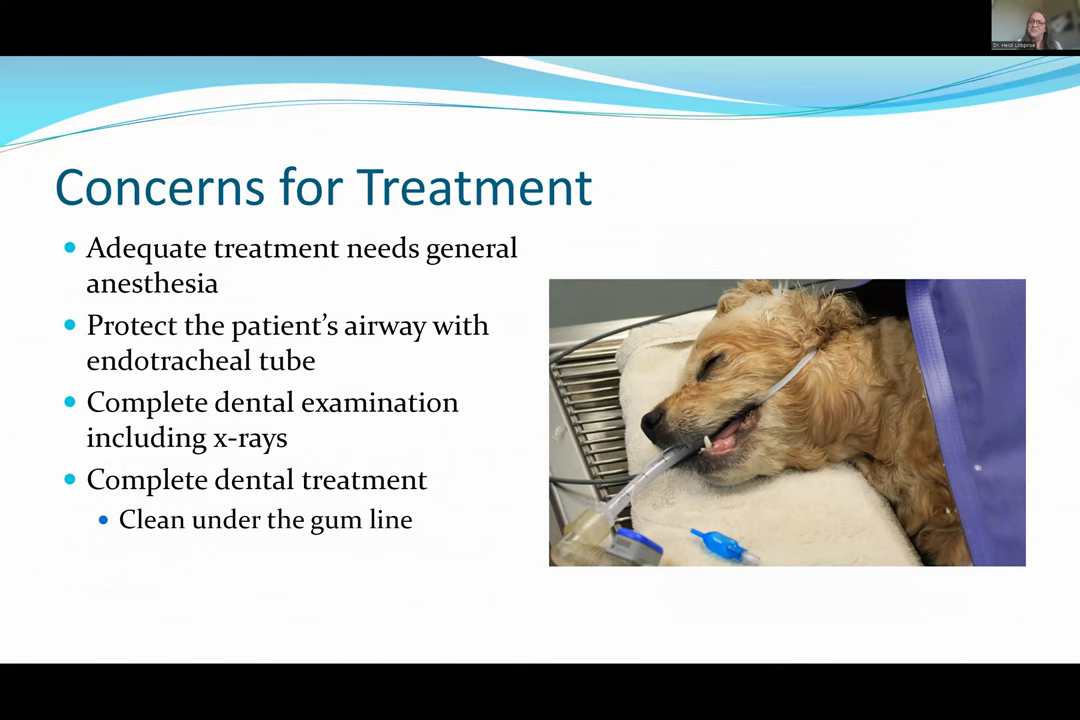 Dr. Heidi Lobprise
Concerns for Treatment
Adequate treatment needs general
anesthesia
Protect the patient’s airway with
endotracheal tube
Complete dental examination
including x-rays
Complete dental treatment
Clean under the gum line